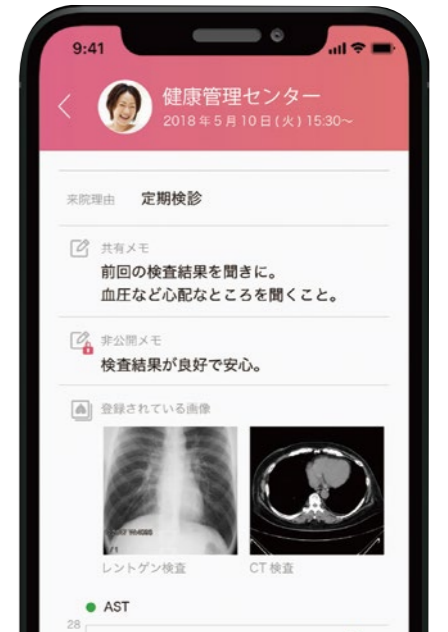 9:41
健康管理センター
2018年5月10日(火) 15:30～
来院理由 定期検診
共有メモ
前回の検査結果を聞きに。
血圧など心配なところを聞くこと。
非公開メモ
検査結果が良好で安心。
登録されている画像
レントゲン検査 CT 検査
AST
28